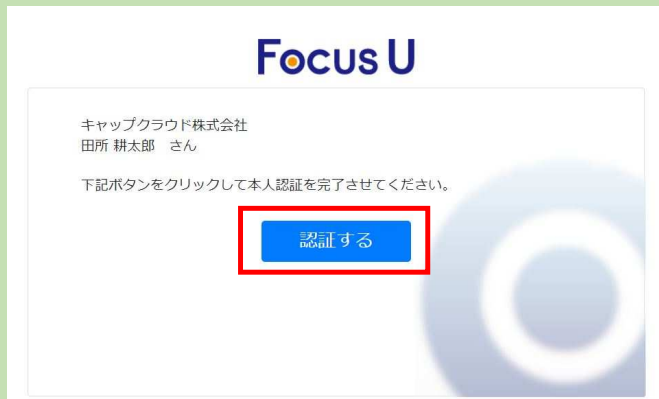 Focus U
キャップクラウド株式会社
田所 耕太郎　さん
下記ボタンをクリックして本人認証を完了させてください。
認証する